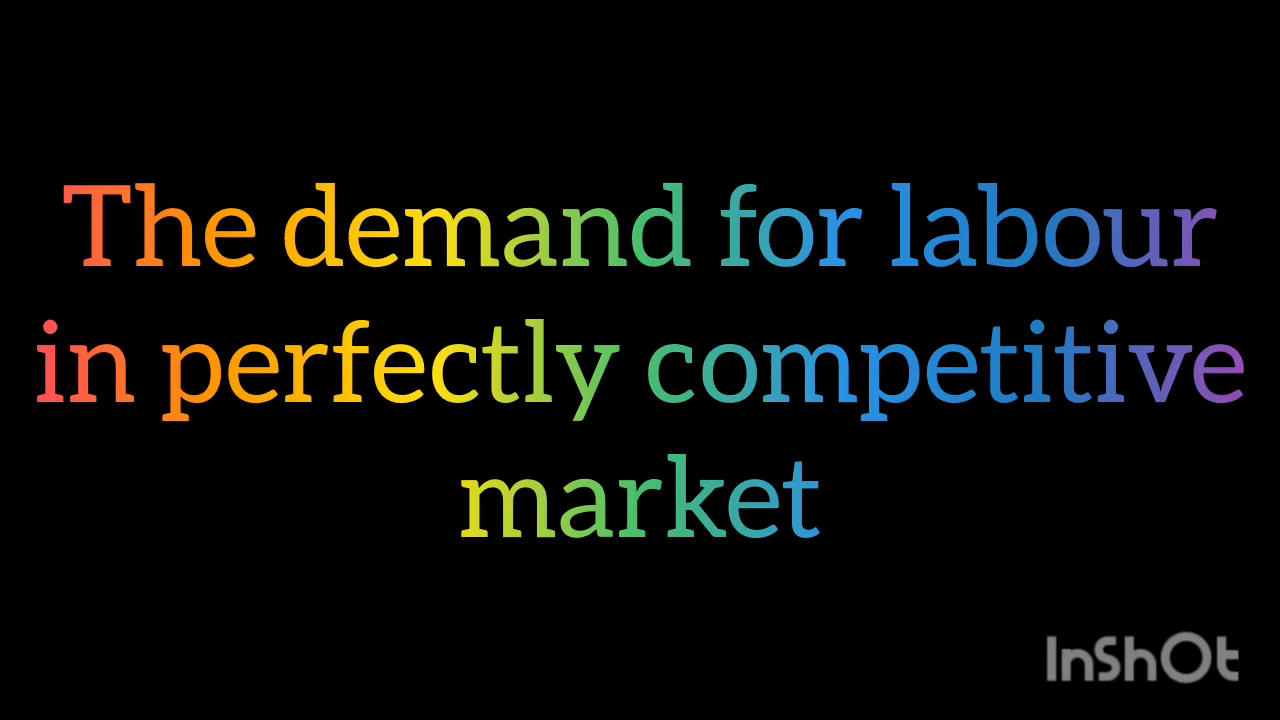 The demand for labour
in perfectly competitive
market
InShOt